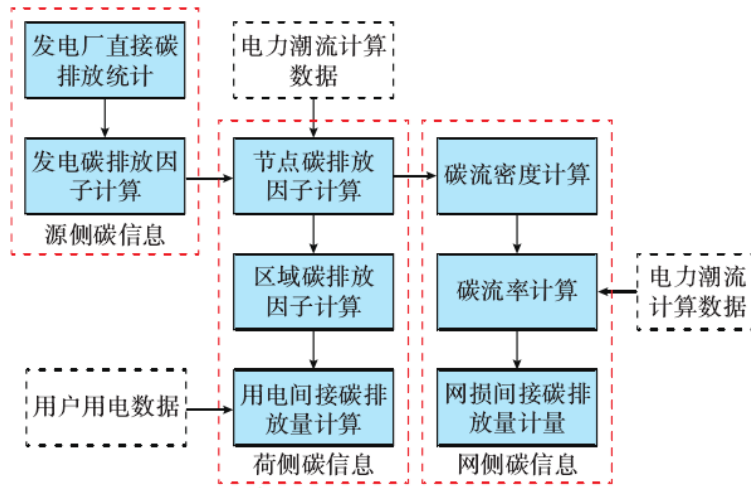 发电厂直接碳
排放统计
发电碳排放因
子计算
源侧碳信息
电力潮流计算
数据
节点碳排放
因子计算
区域碳排放
因子计算
用户用电数据
用电间接碳排
放量计算
荷侧碳信息
碳流密度计算
碳流率计算
电力潮流
计算数据
网损间接碳排
放量计量
网侧碳信息